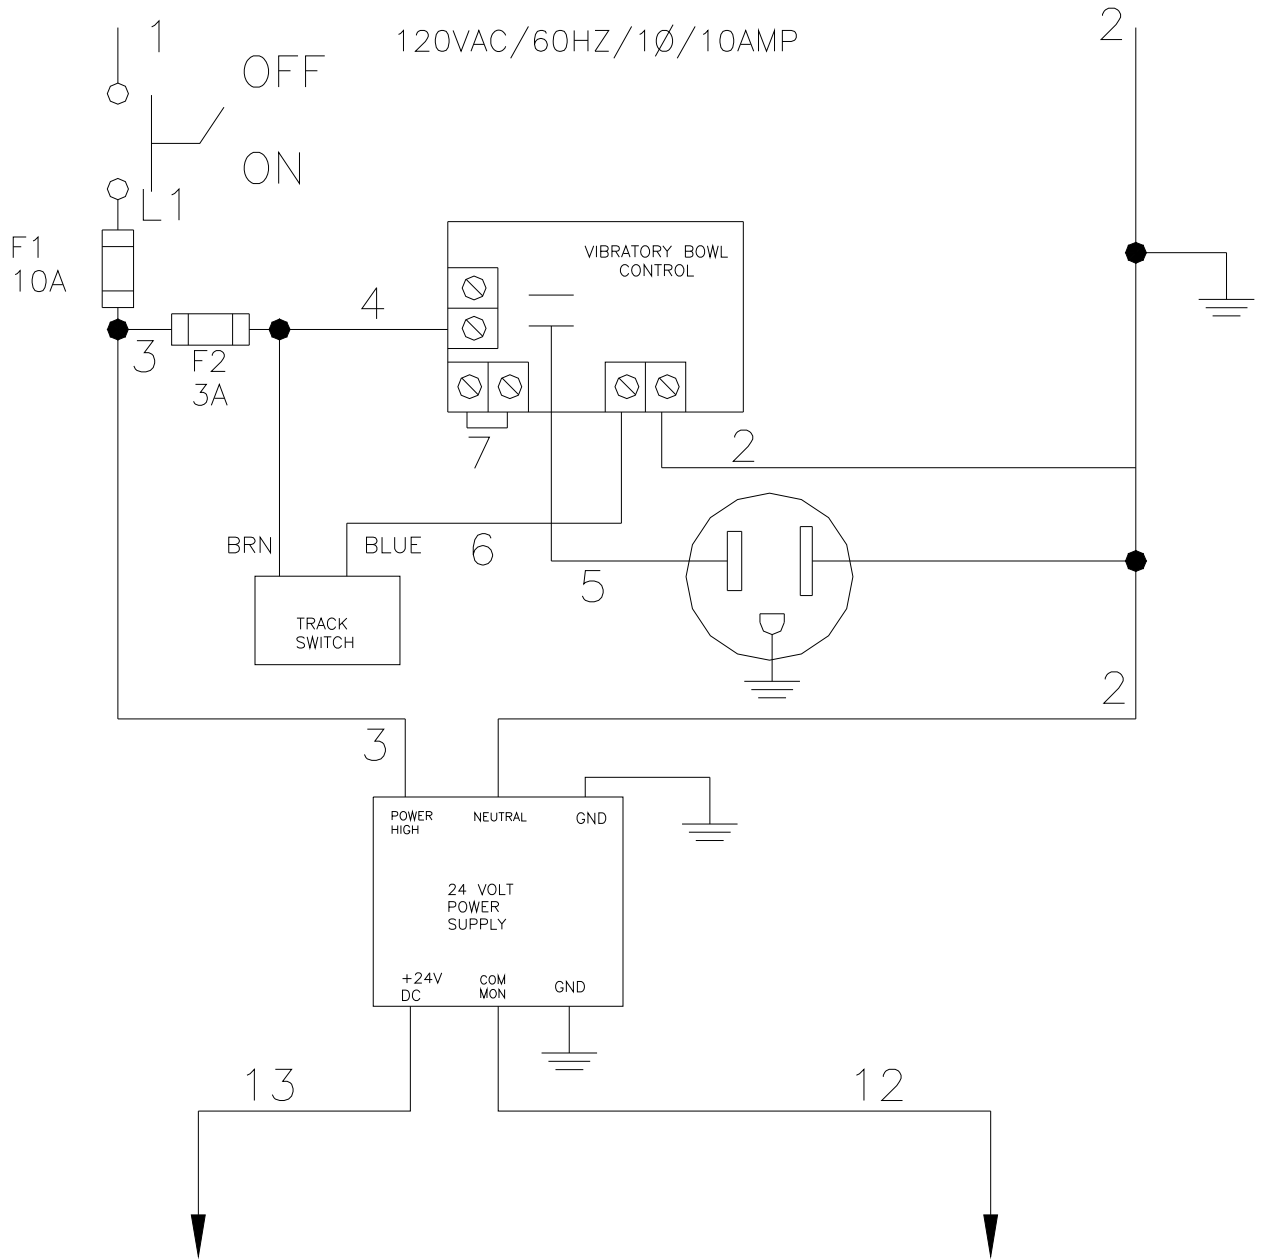 1
120VAC/60HZ/1Ø/10AMP
2
OFF
ON
L1
F1
10A
VIBRATORY BOWL
CONTROL
4
3
F2
3A
7
2
BRN
BLUE
6
5
TRACK
SWITCH
2
3
POWER
HIGH
NEUTRAL
GND
24 VOLT
POWER
SUPPLY
+24V
DC
COM
MON
GND
13
12